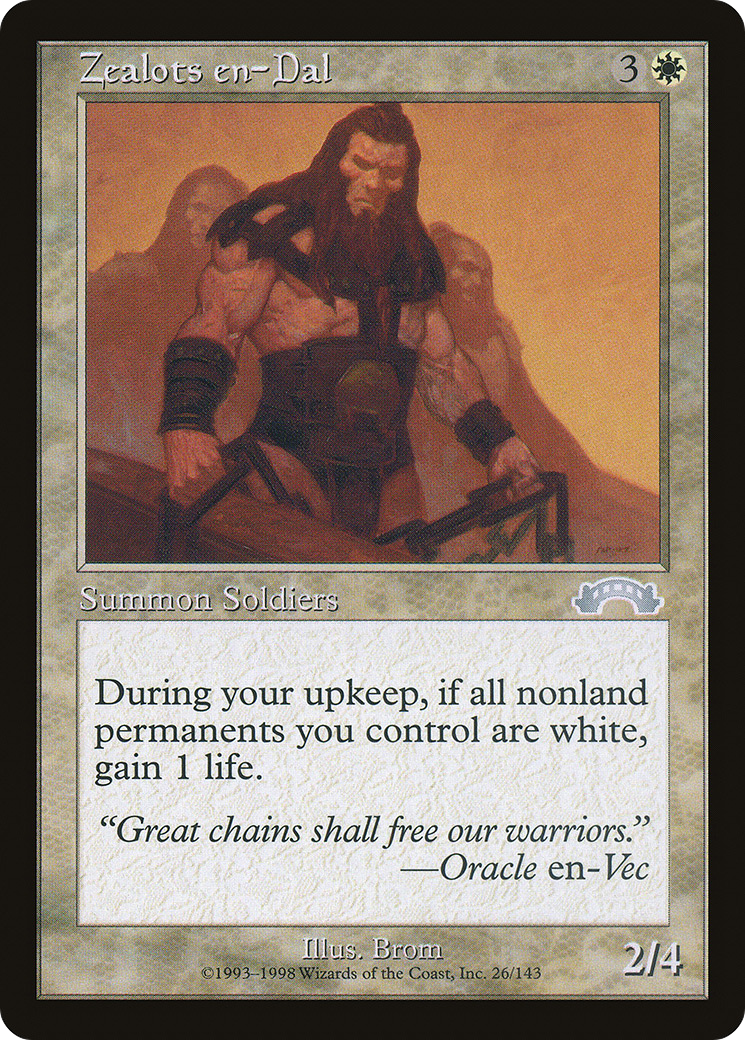 Zealots en-Dal
3
Summon Soldiers
During your upkeep, if all nonland
permanents you control are white,
gain 1 life.
“Great chains shall free our warriors.”
—Oracle en-Vec
Illus. Brom
©1993–1998 Wizards of the Coast, Inc. 26/143
2/4